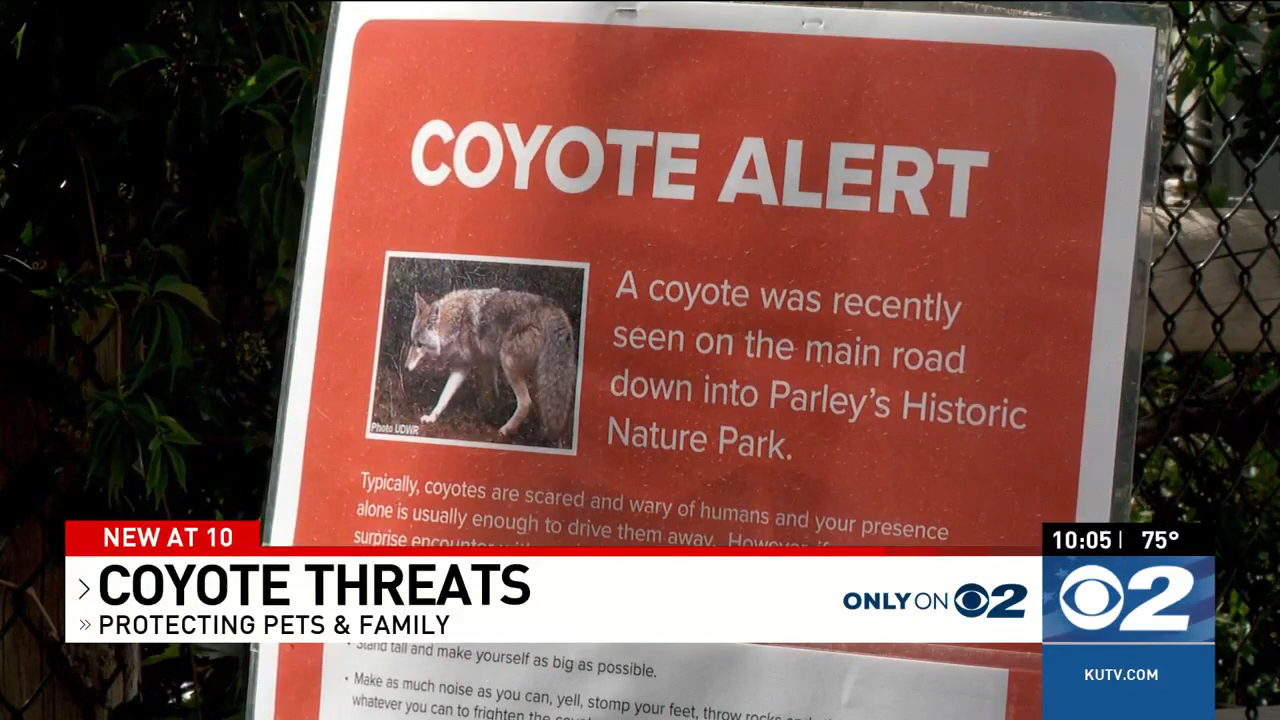 COYOTE ALERT
A coyote was recently
seen on the main road
down into Parley's Historic
Nature Park.
Photo UDWR
Typically, coyotes are scared and wary of humans and your presence
alone is usually enough to drive them away. However, if
surprise encounter
NEW AT 10
COYOTE THREATS
PROTECTING PETS & FAMILY
ONLY ON 2
10:05 75°
2
KUTV.COM
• Stand tall and make yourself as big as possible.
• Make as much noise as you can, yell, stomp your feet, throw rocks
whatever you can to frighten the